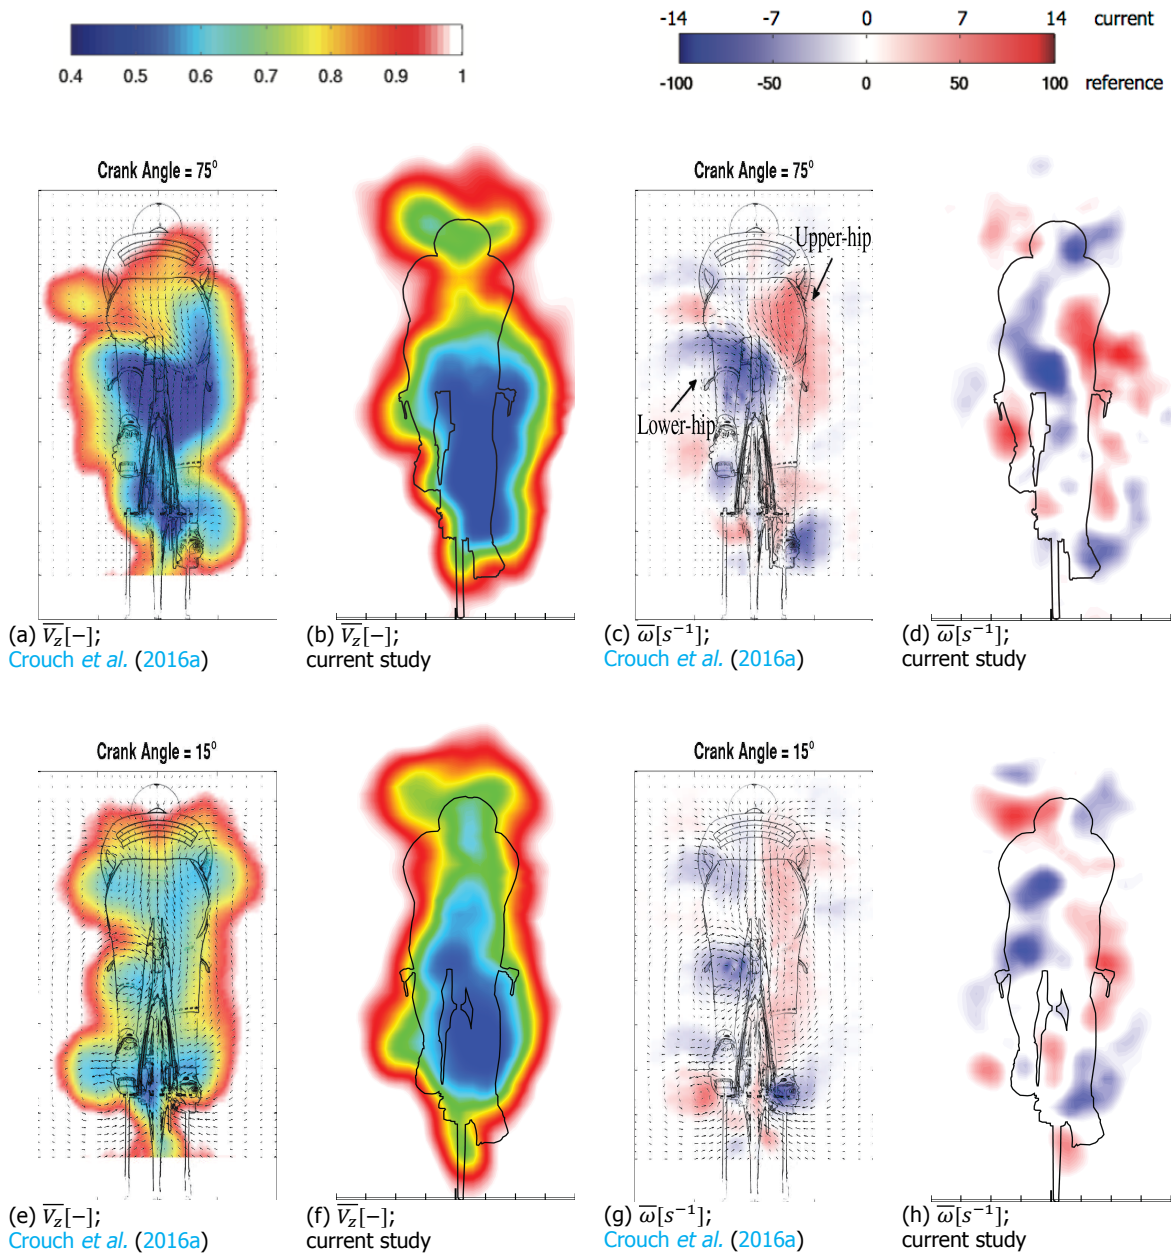 -14 -7 0 7 14 current
0.4 0.5 0.6 0.7 0.8 0.9 1
-100 -50 0 50 100 reference
Crank Angle = 75°
Crank Angle = 75°
Upper-hip
Lower-hip
(a) V̅z[−];
Crouch et al. (2016a)
(b) V̅z[−];
current study
(c) ω̅[s⁻¹];
Crouch et al. (2016a)
(d) ω̅[s⁻¹];
current study
Crank Angle = 15°
Crank Angle = 15°
(e) V̅z[−];
Crouch et al. (2016a)
(f) V̅z[−];
current study
(g) ω̅[s⁻¹];
Crouch et al. (2016a)
(h) ω̅[s⁻¹];
current study